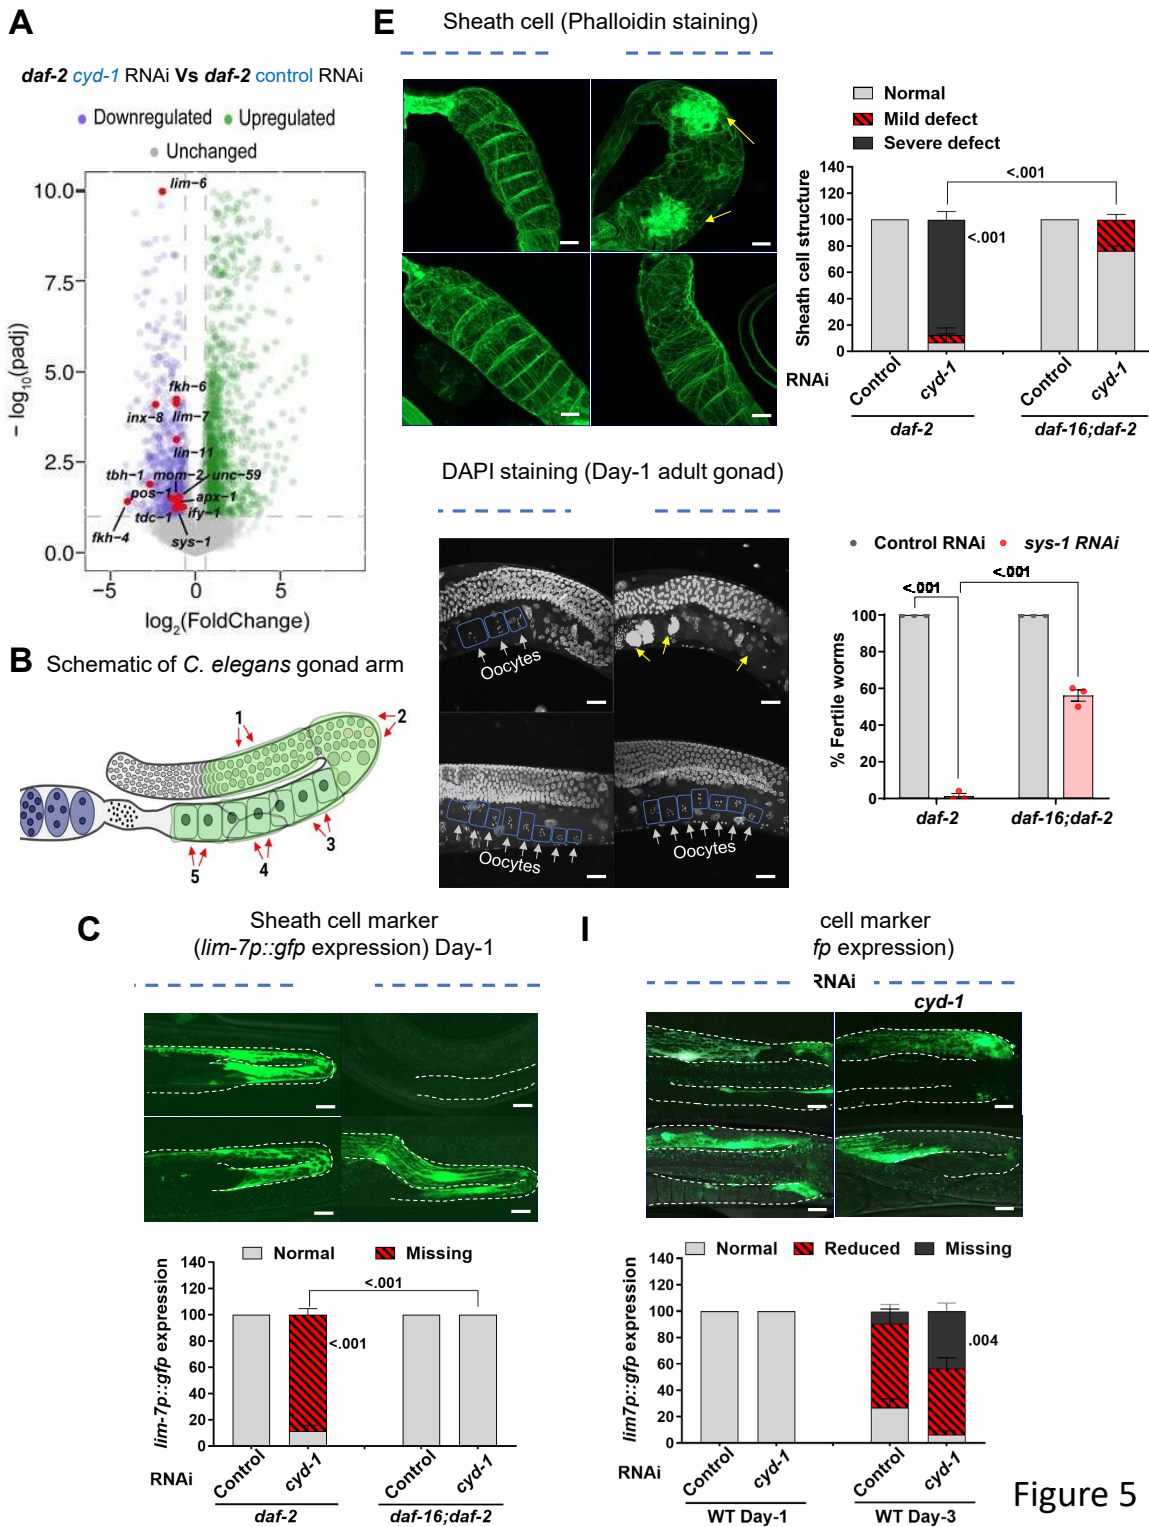 A
daf-2 cyd-1 RNAi Vs daf-2 control RNAi
Downregulated Upregulated
Unchanged
lim−6
fkh−6
inx−8 lim−7
lin−11
tbh−1 mom−2 unc−59
pos−1 apx−1
tdc−1 ify−1
fkh−4 sys−1
10.0
7.5
5.0
2.5
0.0
− log10(padj)
−5 0 5
log2(FoldChange)
B Schematic of C. elegans gonad arm
1
2
3
4
5
C
Sheath cell marker
(lim-7p::gfp expression) Day-1
Normal Missing
lim-7p::gfp expression
140
120
100
80
60
40
20
0
<.001
<.001
RNAi
Control cyd-1 Control cyd-1
daf-2 daf-16;daf-2
E
Sheath cell (Phalloidin staining)
Normal
Mild defect
Severe defect
Sheath cell structure
140
120
100
80
60
40
20
0
<.001
<.001
RNAi
Control cyd-1 Control cyd-1
daf-2 daf-16;daf-2
DAPI staining (Day-1 adult gonad)
Oocytes
Oocytes
Oocytes
Control RNAi sys-1 RNAi
<.001
<.001
% Fertile worms
100
80
60
40
20
0
daf-2 daf-16;daf-2
I
cell marker
fp expression)
RNAi
cyd-1
Normal Reduced Missing
lim7p::gfp expression
140
120
100
80
60
40
20
0
.004
RNAi
Control cyd-1 Control cyd-1
WT Day-1 WT Day-3
Figure 5